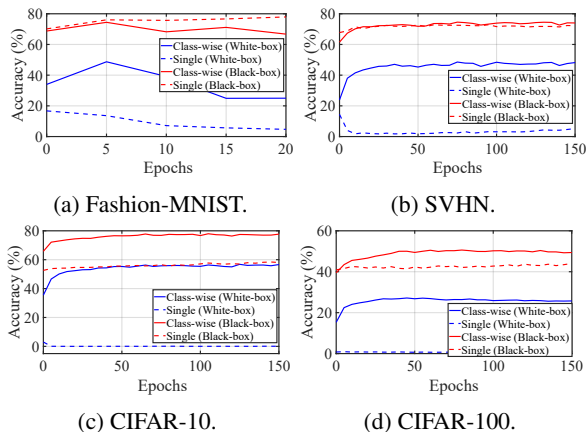 80
60
40
20
0
Accuracy (%)
Class-wise (White-box)
Single (White-box)
Class-wise (Black-box)
Single (Black-box)
0 5 10 15 20
Epochs
(a) Fashion-MNIST.
80
60
40
20
0
Accuracy (%)
Class-wise (White-box)
Single (White-box)
Class-wise (Black-box)
Single (Black-box)
0 50 100 150
Epochs
(b) SVHN.
80
60
40
20
0
Accuracy (%)
Class-wise (White-box)
Single (White-box)
Class-wise (Black-box)
Single (Black-box)
0 50 100 150
Epochs
(c) CIFAR-10.
60
40
20
0
Accuracy (%)
Class-wise (White-box)
Single (White-box)
Class-wise (Black-box)
Single (Black-box)
0 50 100 150
Epochs
(d) CIFAR-100.